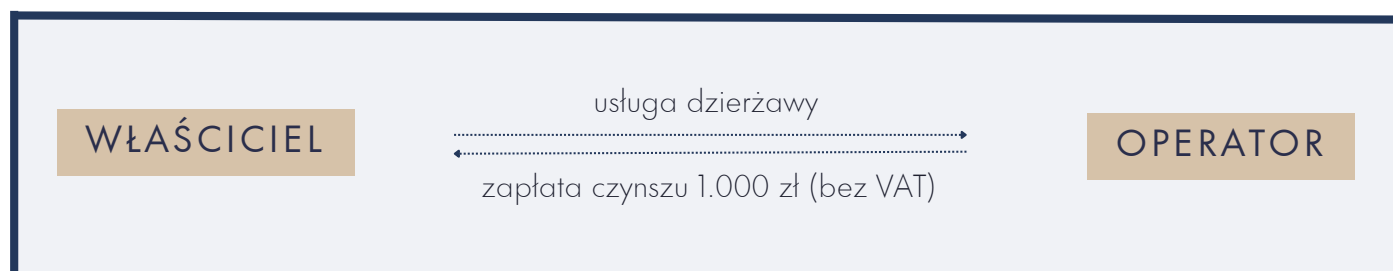 usługa dzierżawy
WŁAŚCICIEL
OPERATOR
zapłata czynszu 1.000 zł (bez VAT)